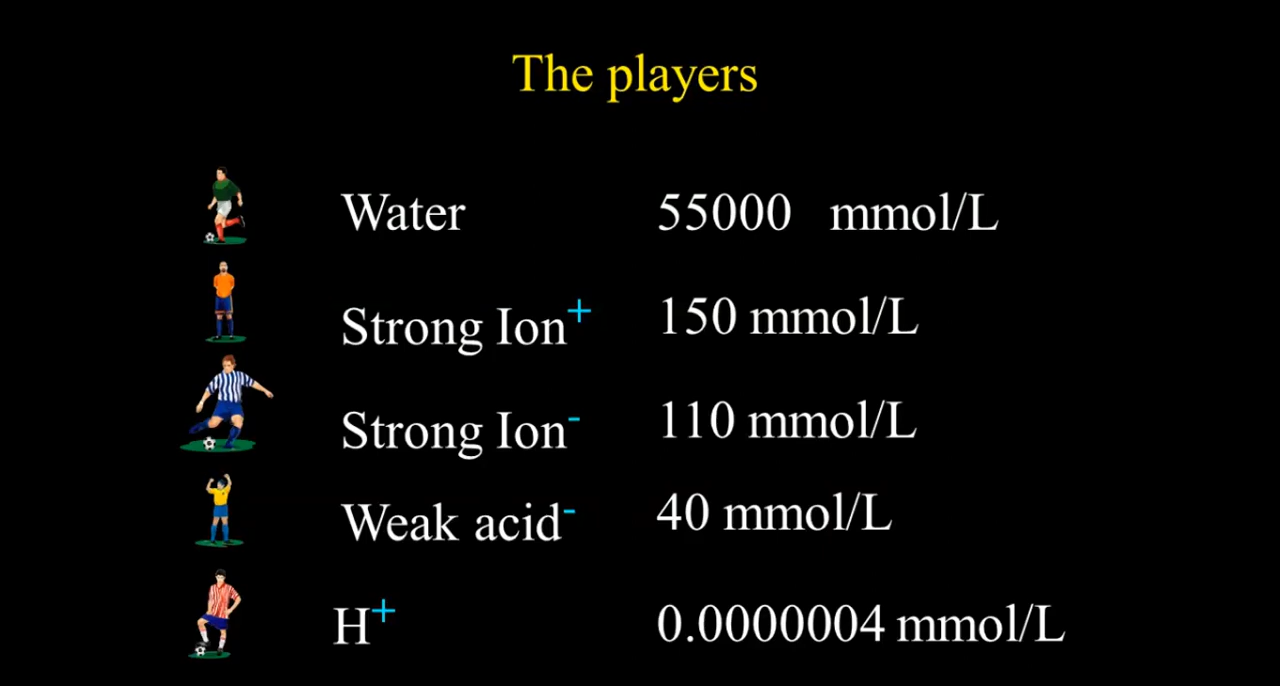 The players
Water 55000 mmol/L
Strong Ion+ 150 mmol/L
Strong Ion- 110 mmol/L
Weak acid- 40 mmol/L
H+ 0.0000004 mmol/L